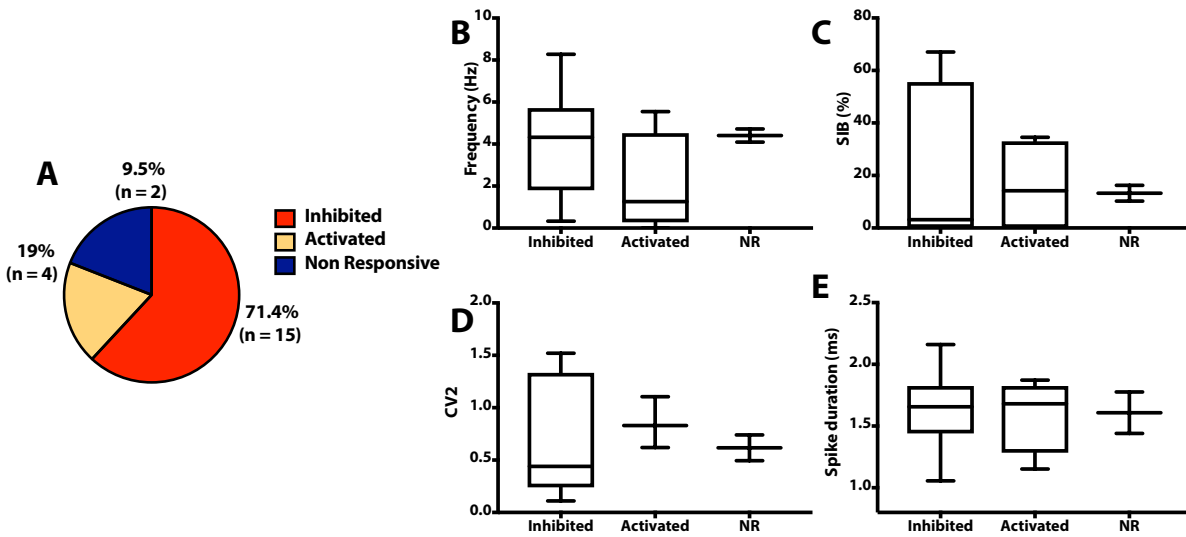 A
9.5%
(n = 2)
19%
(n = 4)
71.4%
(n = 15)
Inhibited
Activated
Non Responsive
B
Frequency (Hz)
10
8
6
4
2
0
Inhibited Activated NR
C
SIB (%)
80
60
40
20
0
Inhibited Activated NR
D
CV2
2.0
1.5
1.0
0.5
0.0
Inhibited Activated NR
E
Spike duration (ms)
2.5
2.0
1.5
1.0
Inhibited Activated NR